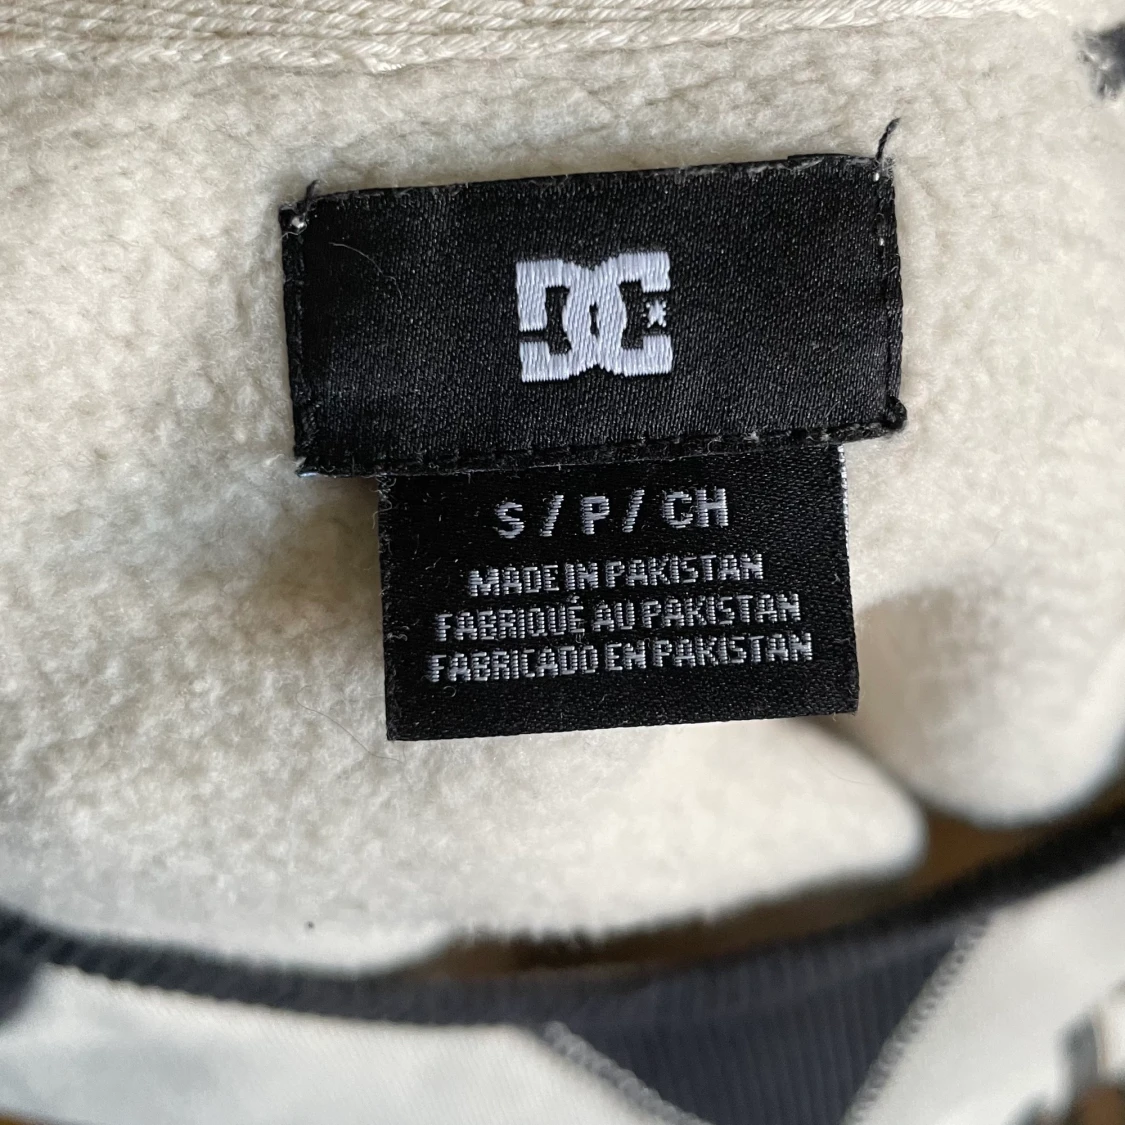 DC
S / P / CH
MADE IN PAKISTAN
FABRIQUÉ AU PAKISTAN
FABRICADO EN PAKISTAN